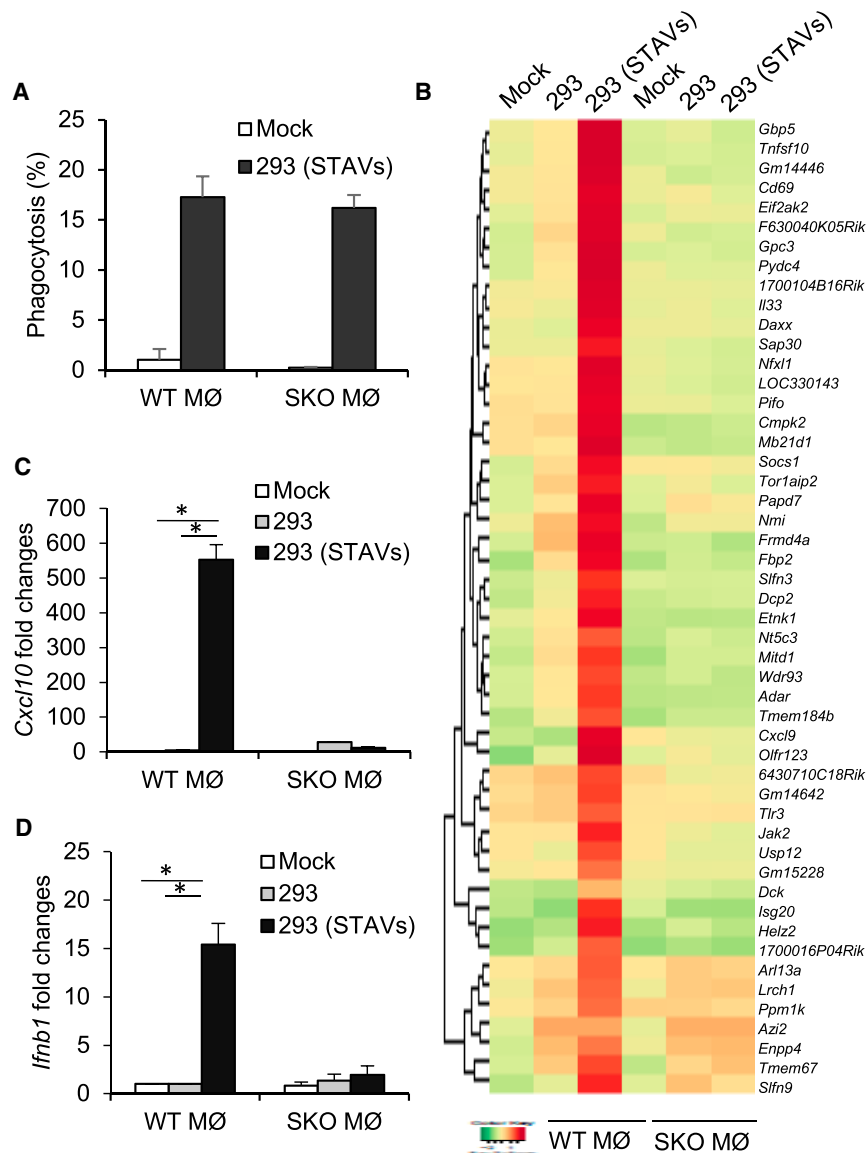 A
25
20
15
10
5
0
Phagocytosis (%)
Mock
293 (STAVs)
WT MØ
SKO MØ
B
Mock
293
293 (STAVs)
Mock
293
293 (STAVs)
Gbp5
Tnfsf10
Gm14446
Cd69
Eif2ak2
F630040K05Rik
Gpc3
Pydc4
1700104B16Rik
Il33
Daxx
Sap30
Nfxl1
LOC330143
Pifo
Cmpk2
Mb21d1
Socs1
Tor1aip2
Papd7
Nmi
Frmd4a
Fbp2
Slfn3
Dcp2
Etnk1
Nt5c3
Mitd1
Wdr93
Adar
Tmem184b
Cxcl9
Olfr123
6430710C18Rik
Gm14642
Tlr3
Jak2
Usp12
Gm15228
Dck
Isg20
Helz2
1700016P04Rik
Arl13a
Lrch1
Ppm1k
Azi2
Enpp4
Tmem67
Slfn9
WT MØ
SKO MØ
C
700
600
500
400
300
200
100
0
Cxcl10 fold changes
Mock
293
293 (STAVs)
*
*
WT MØ
SKO MØ
D
25
20
15
10
5
0
Ifnb1 fold changes
Mock
293
293 (STAVs)
*
*
WT MØ
SKO MØ